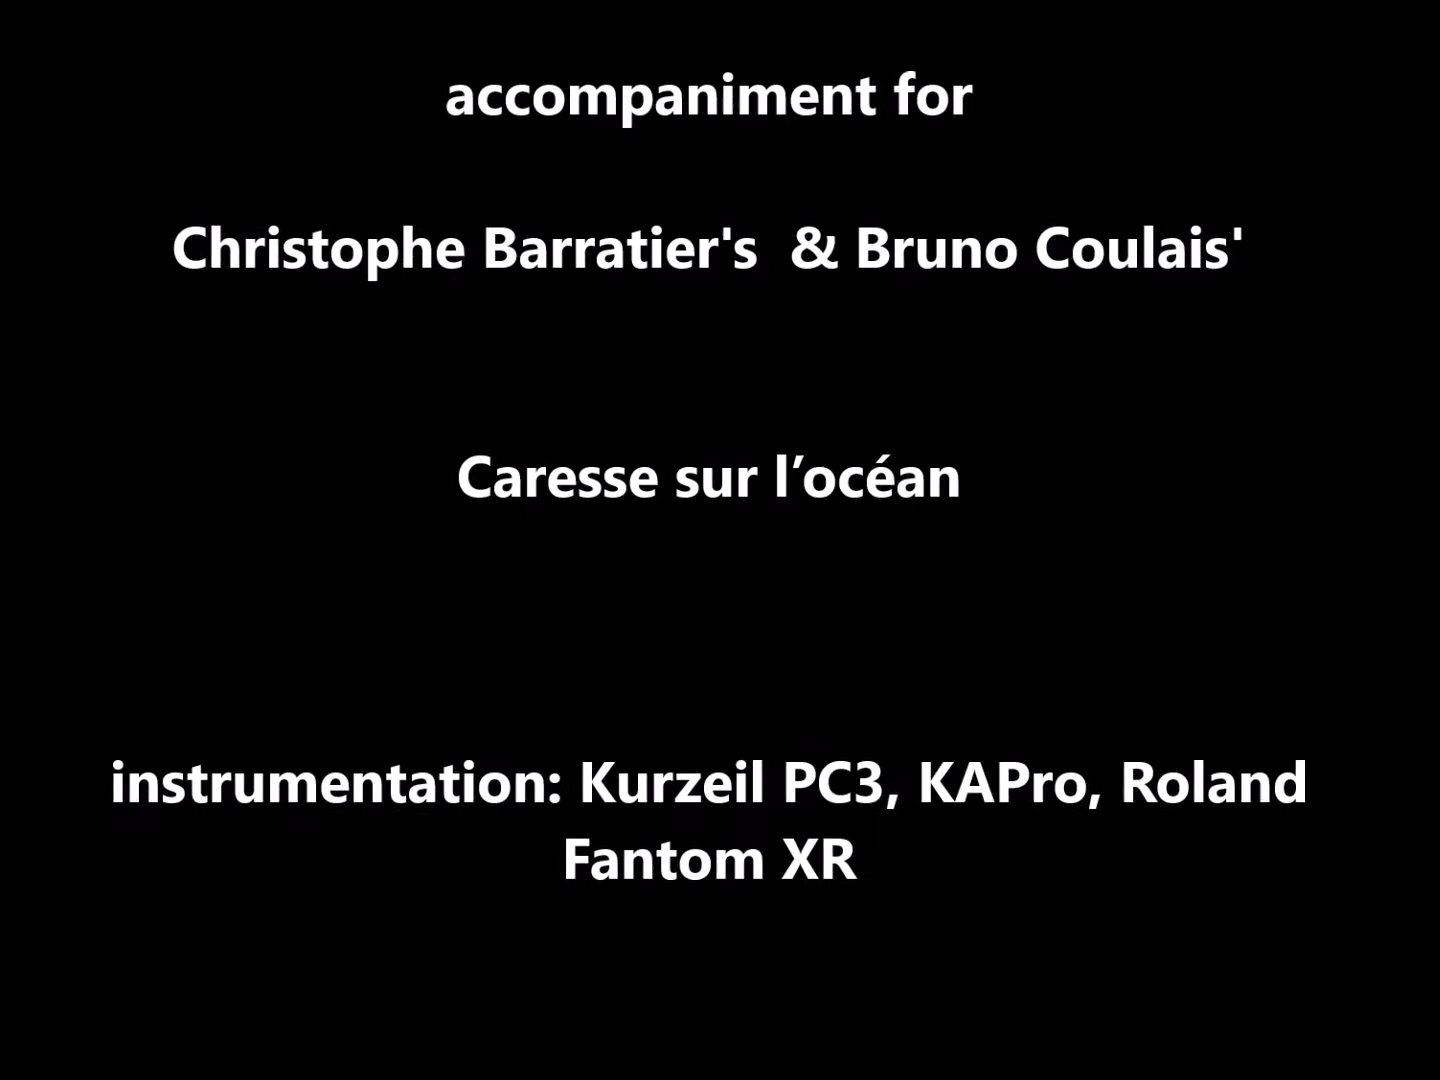 accompaniment for
Christophe Barratier's  & Bruno Coulais'
Caresse sur l’océan
instrumentation: Kurzeil PC3, KAPro, Roland
Fantom XR